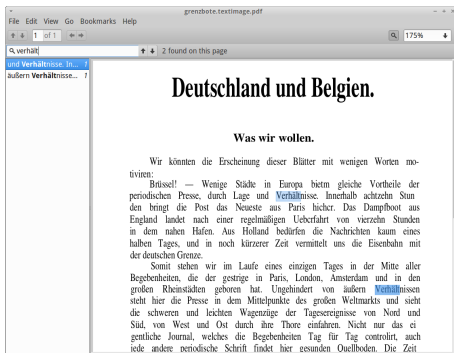 grenzbote.textimage.pdf
File Edit View Go Bookmarks Help
1 of 1 175%
verhält 2 found on this page
und Verhältnisse. In... 1
äußern Verhältnisse... 1
Deutschland und Belgien.
Was wir wollen.
Wir könnten die Erscheinung dieser Blätter mit wenigen Worten mo-
tiviren:
Brüssel! — Wenige Städte in Europa bietm gleiche Vortheile der
periodischen Presse, durch Lage und Verhältnisse. Innerhalb achtzehn Stun
den bringt die Post das Neueste aus Paris hichcr. Das Dampfboot aus
England landet nach einer regelmäßigen Uebcrfahrt von vierzehn Stunden
in dem nahen Hafen. Aus Holland bedürfen die Nachrichten kaum eines
halben Tages, und in noch kürzerer Zeit vermittelt uns die Eisenbahn mit
der deutschen Grenze.
Somit stehen wir im Laufe eines einzigen Tages in der Mitte aller
Begebenheiten, die der gestrige in Paris, London, Amsterdam und in den
großen Rheinstädten geboren hat. Ungehindert von äußern Verhältnissen
steht hier die Presse in dem Mittelpunkte des großen Weltmarkts und sieht
die schweren und leichten Wagenzüge der Tagesereignisse von Nord und
Süd, von West und Ost durch ihre Thore einfahren. Nicht nur das ei
gentliche Journal, welches die Begebenheiten Tag für Tag controlirt, auch
jede andere periodische Schrift findet hier gesunden Quellboden. Die Zeit